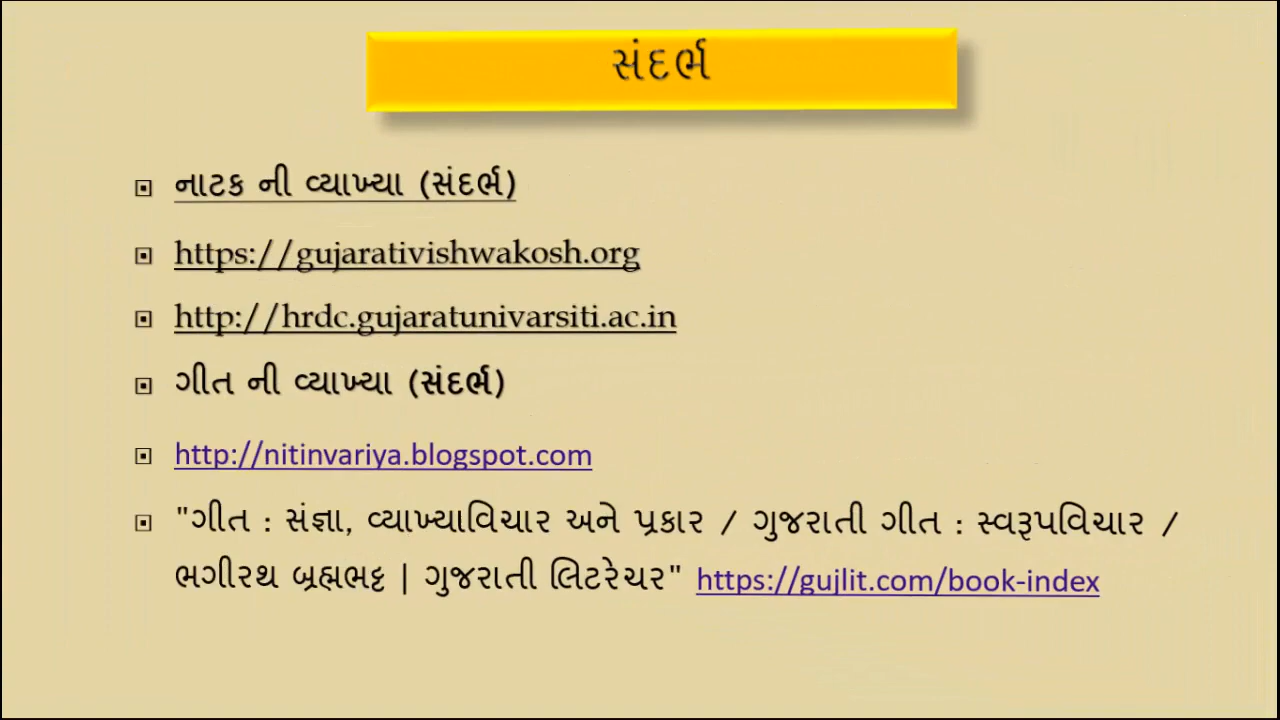 સંદર્ભ
નાટક ની વ્યાખ્યા (સંદર્ભ)
https://gujarativishwakosh.org
http://hrdc.gujaratunivarsiti.ac.in
ગીત ની વ્યાખ્યા (સંદર્ભ)
http://nitinvariya.blogspot.com
"ગીત : સંજ્ઞા, વ્યાખ્યાવિચાર અને પ્રકાર / ગુજરાતી ગીત : સ્વરૂપવિચાર /
ભગીરથ બ્રહ્મભટ્ટ | ગુજરાતી લિટરેચર" https://gujlit.com/book-index